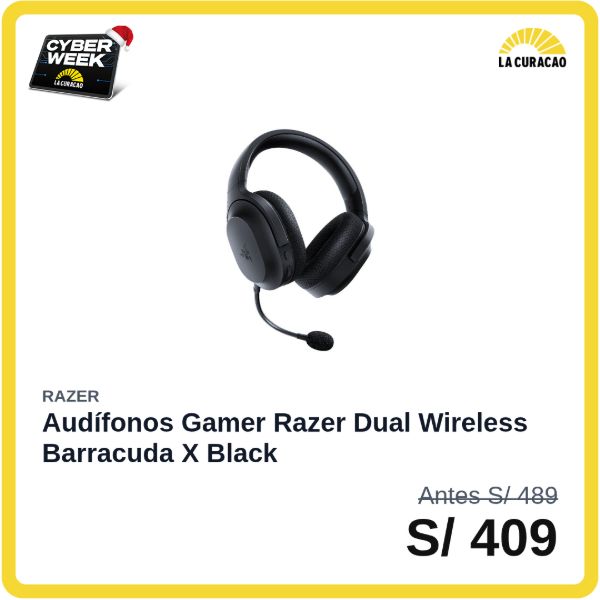 CYBER
WEEK
LA CURACAO
LA CURACAO
RAZER
Audífonos Gamer Razer Dual Wireless
Barracuda X Black
Antes S/ 489
S/ 409